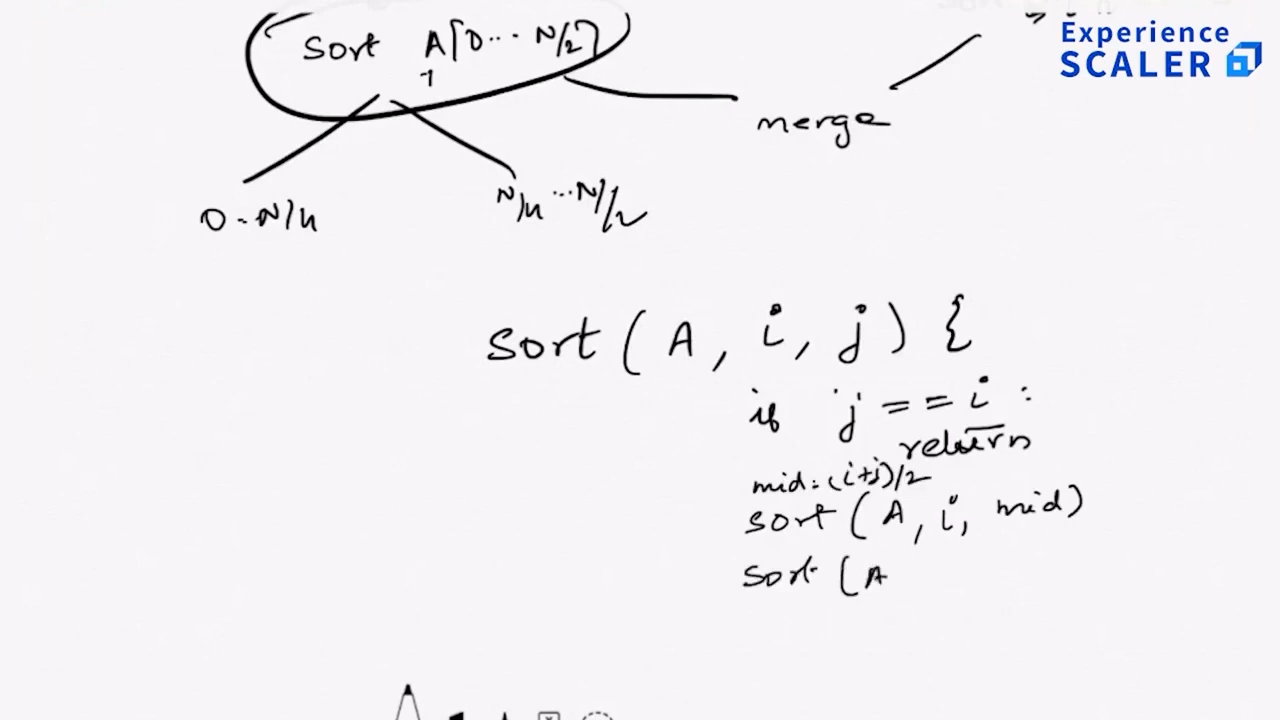 Experience
SCALER
Sort A[0... N/2]
merge
0 - N/4
N/4 ...N/2
Sort ( A , i , j ) {
if j == i :
return
mid = (i+j)/2
sort ( A , i , mid)
sort ( A